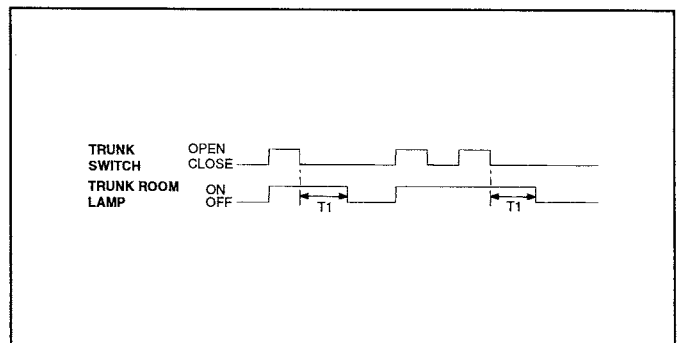 TRUNK OPEN
SWITCH CLOSE
TRUNK ROOM ON
LAMP OFF
T1 T1